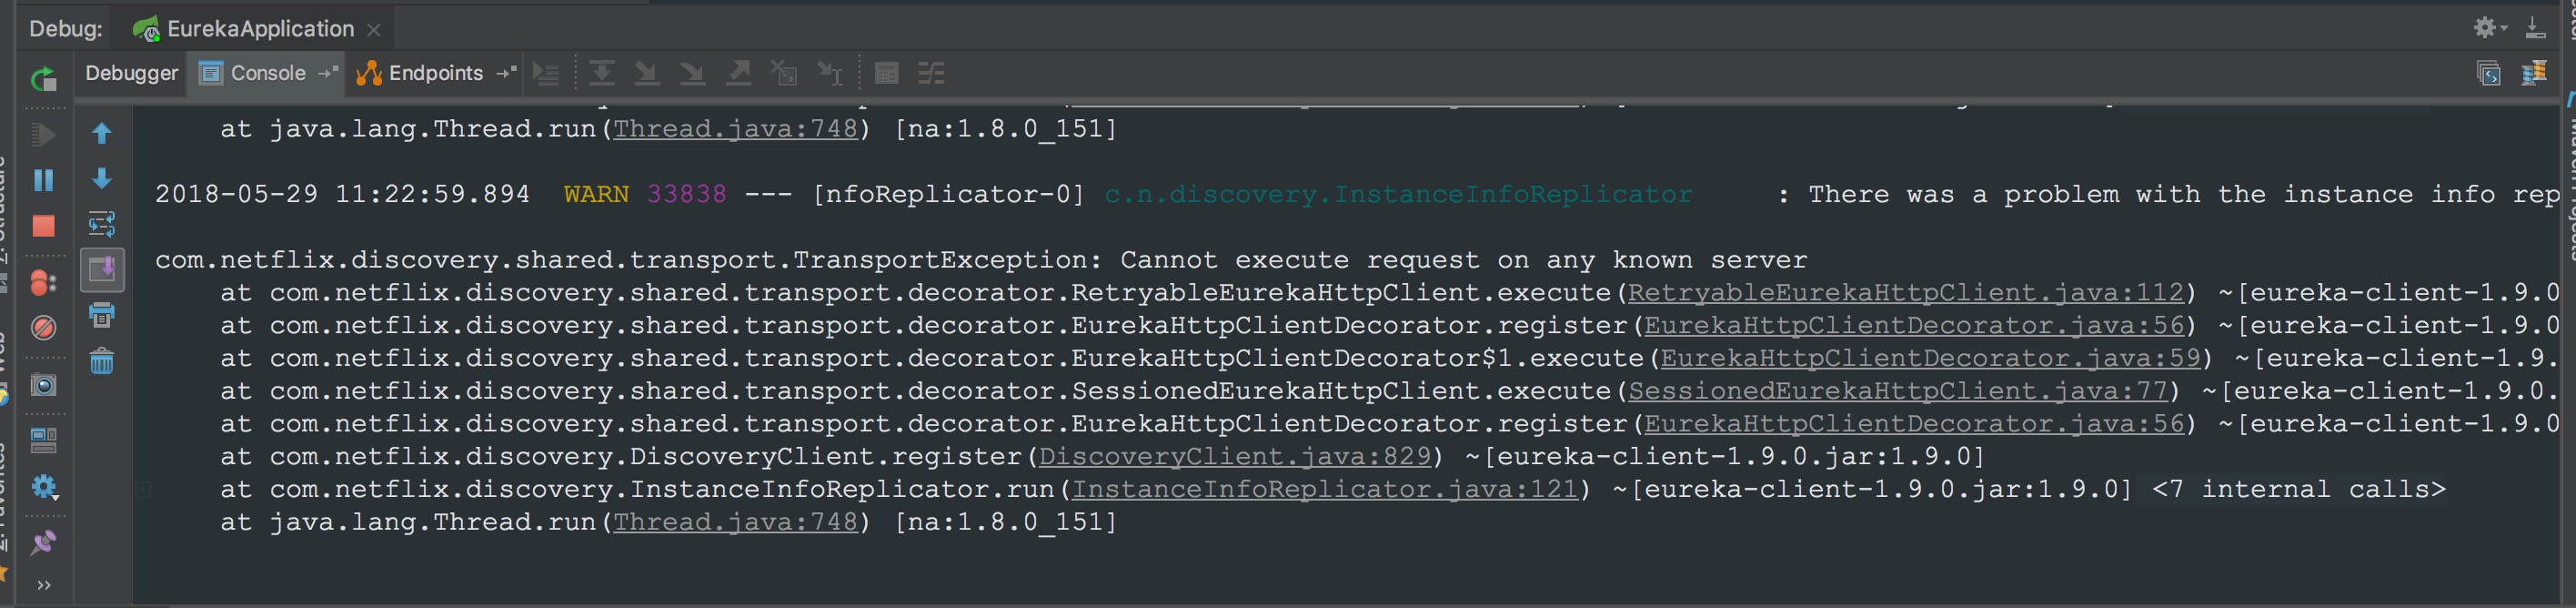 Debug: EurekaApplication
Debugger Console Endpoints
at java.lang.Thread.run(Thread.java:748) [na:1.8.0_151]
2018-05-29 11:22:59.894  WARN 33838 --- [nfoReplicator-0] c.n.discovery.InstanceInfoReplicator     : There was a problem with the instance info rep
com.netflix.discovery.shared.transport.TransportException: Cannot execute request on any known server
at com.netflix.discovery.shared.transport.decorator.RetryableEurekaHttpClient.execute(RetryableEurekaHttpClient.java:112) ~[eureka-client-1.9.0
at com.netflix.discovery.shared.transport.decorator.EurekaHttpClientDecorator.register(EurekaHttpClientDecorator.java:56) ~[eureka-client-1.9.0
at com.netflix.discovery.shared.transport.decorator.EurekaHttpClientDecorator$1.execute(EurekaHttpClientDecorator.java:59) ~[eureka-client-1.9.
at com.netflix.discovery.shared.transport.decorator.SessionedEurekaHttpClient.execute(SessionedEurekaHttpClient.java:77) ~[eureka-client-1.9.0.
at com.netflix.discovery.shared.transport.decorator.EurekaHttpClientDecorator.register(EurekaHttpClientDecorator.java:56) ~[eureka-client-1.9.0
at com.netflix.discovery.DiscoveryClient.register(DiscoveryClient.java:829) ~[eureka-client-1.9.0.jar:1.9.0]
at com.netflix.discovery.InstanceInfoReplicator.run(InstanceInfoReplicator.java:121) ~[eureka-client-1.9.0.jar:1.9.0] <7 internal calls>
at java.lang.Thread.run(Thread.java:748) [na:1.8.0_151]